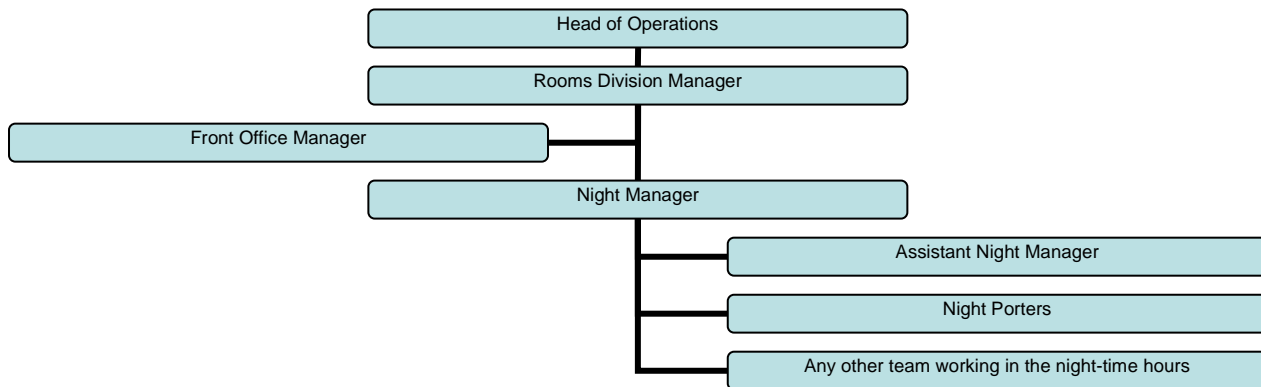 Head of Operations
Rooms Division Manager
Front Office Manager
Night Manager
Assistant Night Manager
Night Porters
Any other team working in the night-time hours